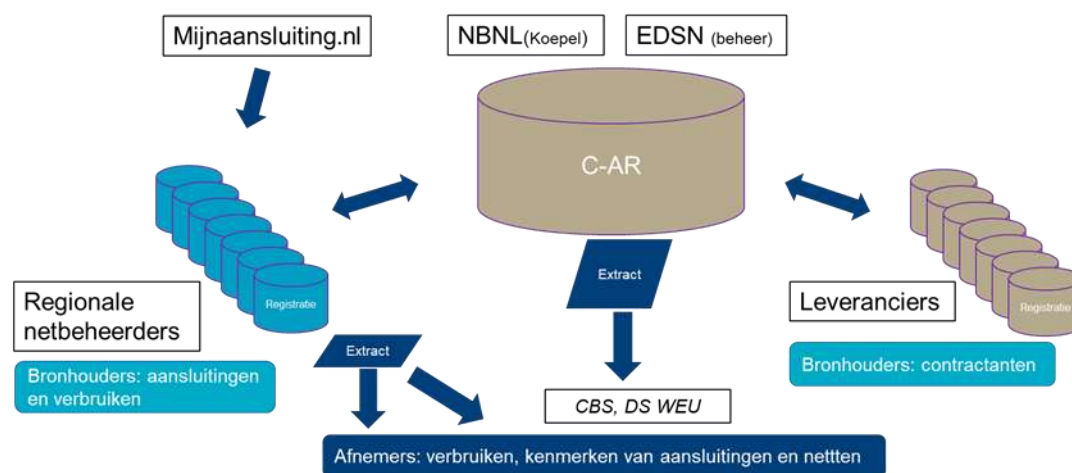 Mijnaansluiting.nl
NBNL(Koepel)
EDSN (beheer)
C-AR
Registratie
Regionale
netbeheerders
Bronhouders: aansluitingen
en verbruiken
Extract
Extract
CBS, DS WEU
Leveranciers
Registratie
Bronhouders: contractanten
Afnemers: verbruiken, kenmerken van aansluitingen en nettten